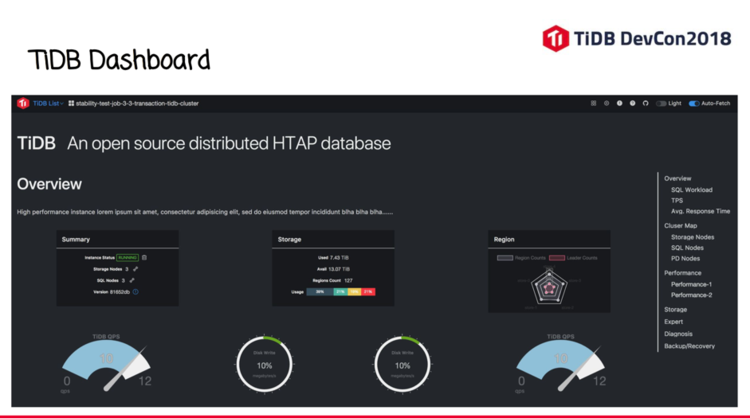 TiDB DevCon2018
TiDB Dashboard
TiDB List
stability-test-job-3-3-transaction-tidb-cluster
Light
Auto-Fetch
TiDB An open source distributed HTAP database
Overview
High performance instance lorem ipsum sit amet, consectetur adipisicing elit, sed do eiusmod tempor incididunt biha biha biha......
Summary
Instance Status RUNNING
Storage Nodes 3
SQL Nodes 3
Version
Storage
Used 7.43 TiB
Avail 13.07 TiB
Regions Count 127
Usage
Region
Region Counts
Leader Counts
Overview
SQL Workload
TPS
Avg. Response Time
Cluser Map
Storage Nodes
SQL Nodes
PD Nodes
Performance
Performance-1
Performance-2
Storage
Expert
Diagnosis
Backup/Recovery
TiDB QPS
98
0
12
qps
Disk Write
10%
Disk Write
10%
TiDB QPS
98
0
12
qps